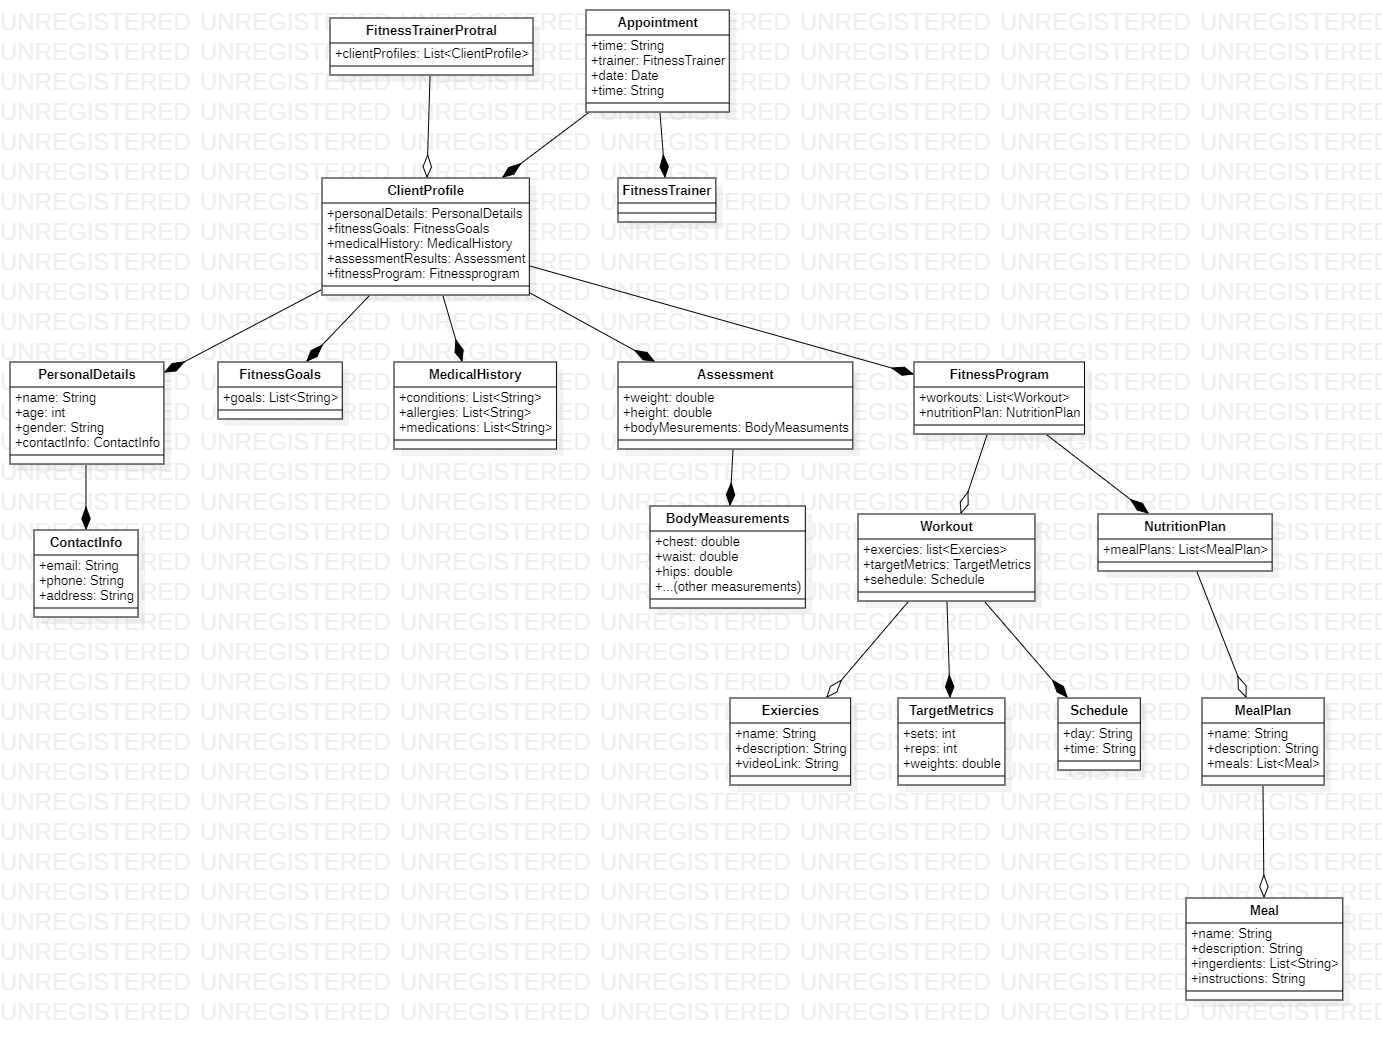 FitnessTrainerProtral
+clientProfiles: List<ClientProfile>
Appointment
+time: String
+trainer: FitnessTrainer
+date: Date
+time: String
ClientProfile
+personalDetails: PersonalDetails
+fitnessGoals: FitnessGoals
+medicalHistory: MedicalHistory
+assessmentResults: Assessment
+fitnessProgram: Fitnessprogram
FitnessTrainer
PersonalDetails
+name: String
+age: int
+gender: String
+contactInfo: ContactInfo
FitnessGoals
+goals: List<String>
MedicalHistory
+conditions: List<String>
+allergies: List<String>
+medications: List<String>
Assessment
+weight: double
+height: double
+bodyMesurements: BodyMeasuments
FitnessProgram
+workouts: List<Workout>
+nutritionPlan: NutritionPlan
ContactInfo
+email: String
+phone: String
+address: String
BodyMeasurements
+chest: double
+waist: double
+hips: double
+...(other measurements)
Workout
+exercies: list<Exercies>
+targetMetrics: TargetMetrics
+sehedule: Schedule
NutritionPlan
+mealPlans: List<MealPlan>
Exiercies
+name: String
+description: String
+videoLink: String
TargetMetrics
+sets: int
+reps: int
+weights: double
Schedule
+day: String
+time: String
MealPlan
+name: String
+description: String
+meals: List<Meal>
Meal
+name: String
+description: String
+ingerdients: List<String>
+instructions: String
UNREGISTERED